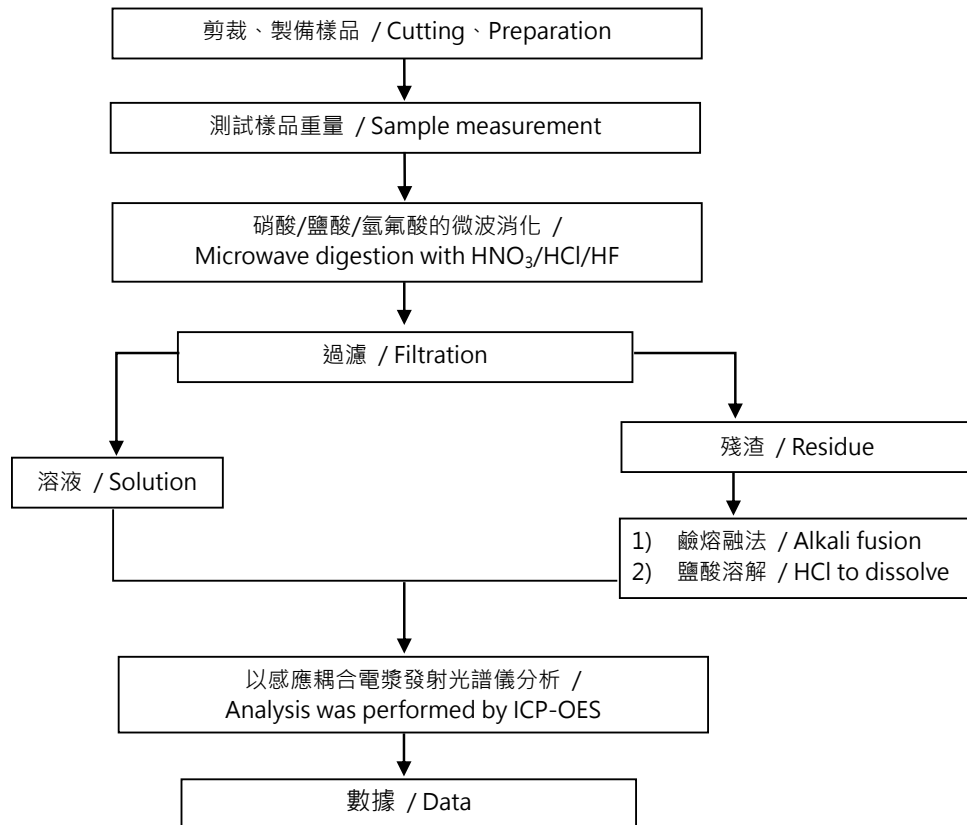 剪裁、製備樣品 / Cutting、Preparation
測試樣品重量 / Sample measurement
硝酸/鹽酸/氫氟酸的微波消化 /
Microwave digestion with HNO₃/HCl/HF
過濾 / Filtration
溶液 / Solution
殘渣 / Residue
1) 鹼熔融法 / Alkali fusion
2) 鹽酸溶解 / HCl to dissolve
以感應耦合電漿發射光譜儀分析 /
Analysis was performed by ICP-OES
數據 / Data